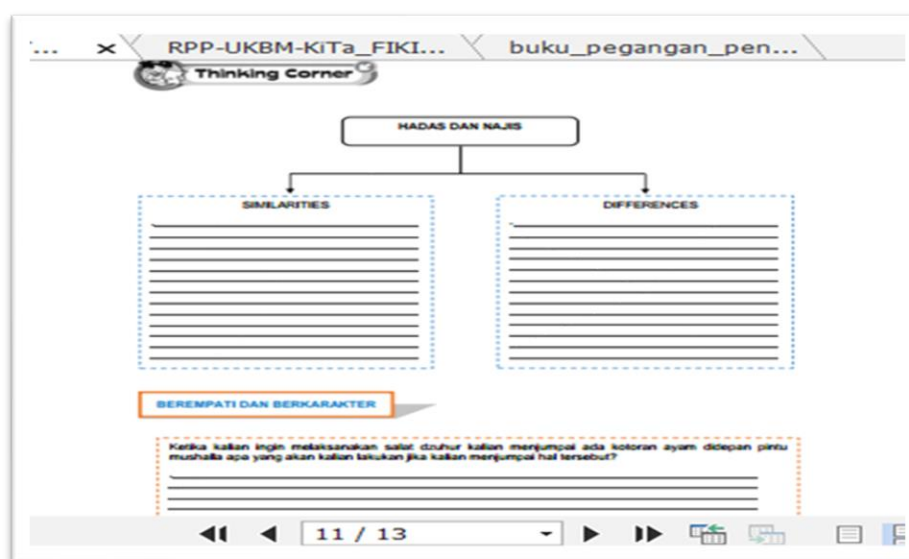 ... RPP-UKBM-KiTa_FIKI... buku_pegangan_pen...
Thinking Corner
HADAS DAN NAJIS
SIMILARITIES DIFFERENCES
BEREMPATI DAN BERKARAKTER
Ketika kalian ingin melaksanakan salat dzuhur kalian menjumpai ada kotoran ayam didepan pintu
mushalla apa yang akan kalian lakukan jika kalian menjumpai hal tersebut?
11 / 13